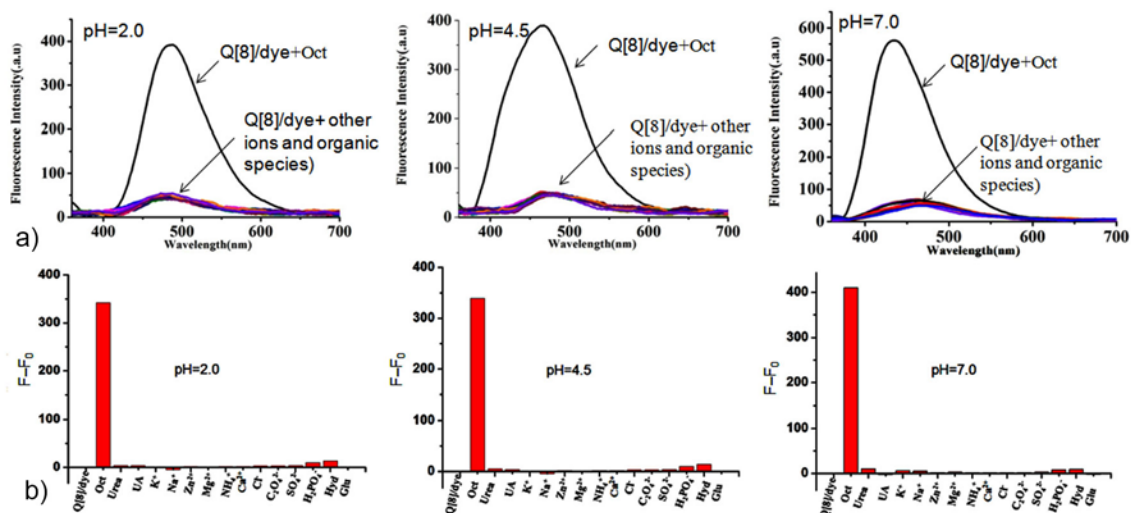 pH=2.0
Q[8]/dye+Oct
Q[8]/dye+ other
ions and organic
species)
Fluorescence Intensity(.a.u)
400
300
200
100
0
400 500 600 700
Wavelength(nm)
a)
pH=4.5
Q[8]/dye+Oct
Q[8]/dye+ other
ions and organic
species)
Fluorescence Intensity(.a.u)
400
300
200
100
0
400 500 600 700
Wavelength(nm)
pH=7.0
Q[8]/dye+Oct
Q[8]/dye+ other
ions and organic
species)
Fluorescence Intensity(.a.u)
600
500
400
300
200
100
0
400 500 600 700
Wavelength(nm)
F–F₀
400
300
200
100
0
pH=2.0
Q[8]/dye
Oct
Urea
UA
K⁺
Na⁺
Zn²⁺
Mg²⁺
NH₄⁺
Ca²⁺
Cl⁻
C₂O₄²⁻
SO₄²⁻
H₂PO₄⁻
Hyd
Glu
b)
F–F₀
400
300
200
100
0
pH=4.5
Q[8]/dye
Oct
Urea
UA
K⁺
Na⁺
Zn²⁺
Mg²⁺
NH₄⁺
Ca²⁺
Cl⁻
C₂O₄²⁻
SO₄²⁻
H₂PO₄⁻
Hyd
Glu
F–F₀
400
300
200
100
0
pH=7.0
Q[8]/dye
Oct
Urea
UA
K⁺
Na⁺
Zn²⁺
Mg²⁺
NH₄⁺
Ca²⁺
Cl⁻
C₂O₄²⁻
SO₄²⁻
H₂PO₄⁻
Hyd
Glu